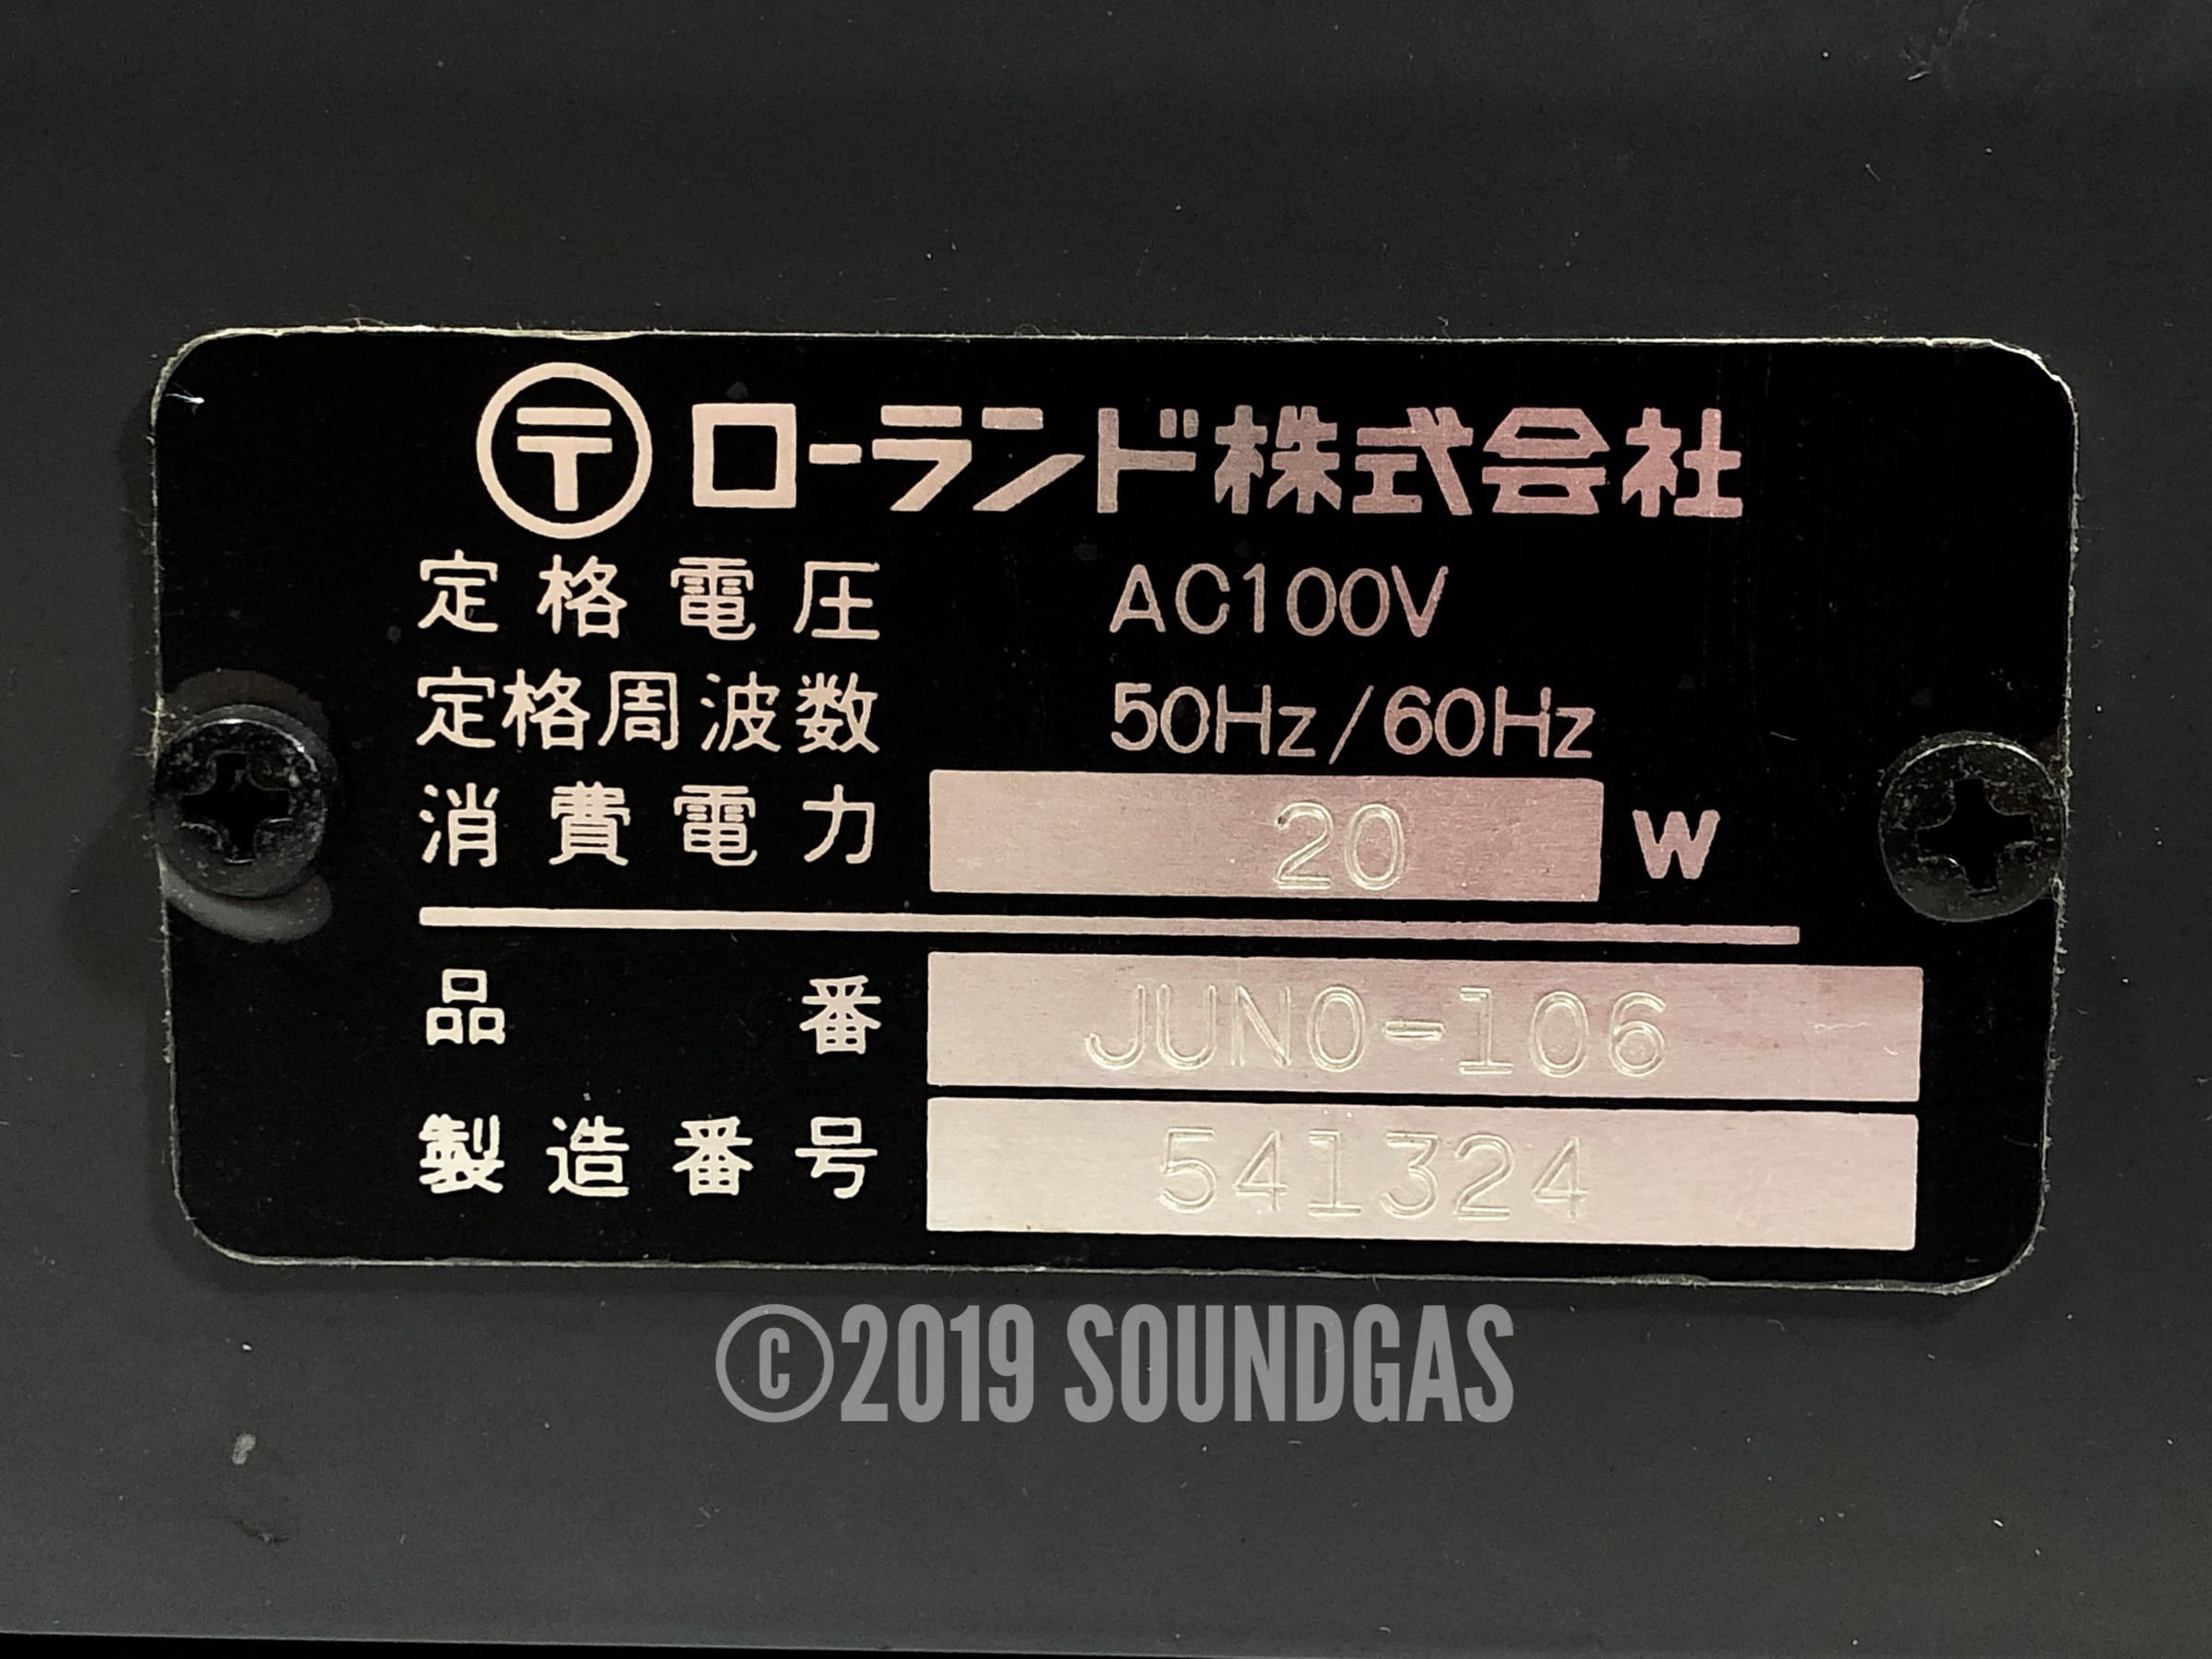 〒ローランド株式会社
定格電圧 AC100V
定格周波数 50Hz/60Hz
消費電力 20 W
品番 JUNO-106
製造番号 541324
©2019 SOUNDGAS